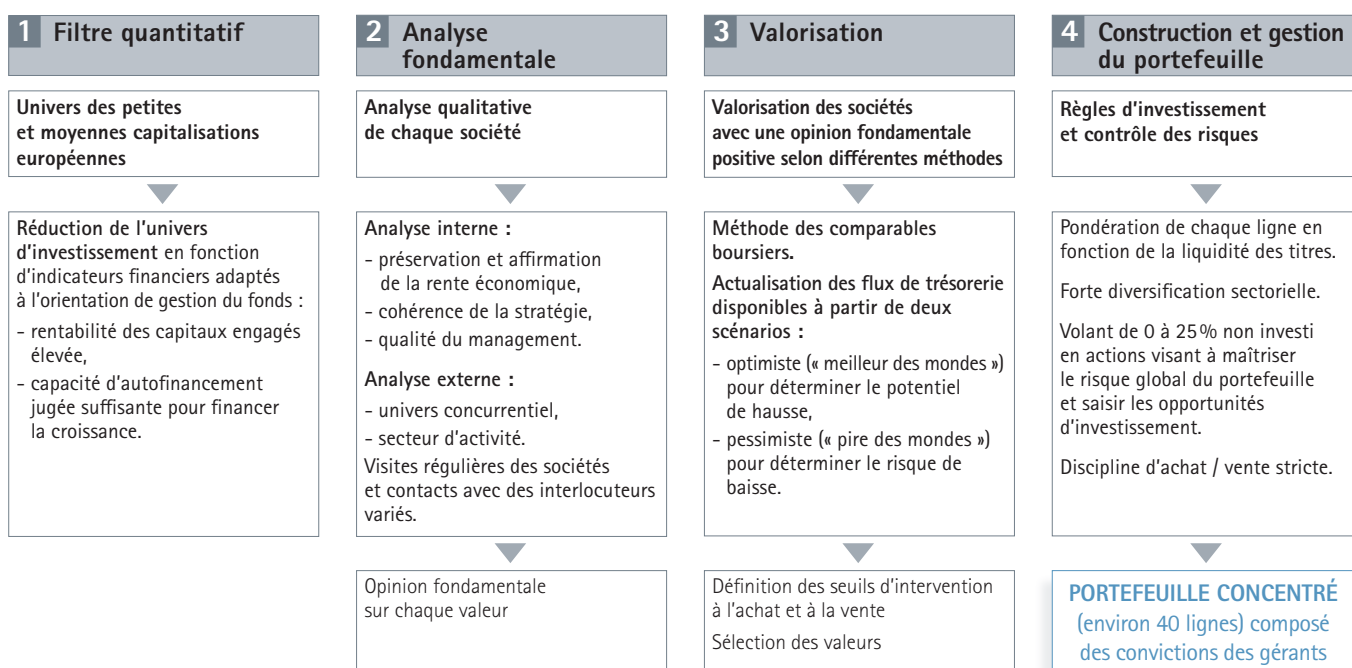 1 Filtre quantitatif
Univers des petites
et moyennes capitalisations
européennes
Réduction de l'univers
d'investissement en fonction
d'indicateurs financiers adaptés
à l'orientation de gestion du fonds :
- rentabilité des capitaux engagés
élevée,
- capacité d'autofinancement
jugée suffisante pour financer
la croissance.
2 Analyse
fondamentale
Analyse qualitative
de chaque société
Analyse interne :
- préservation et affirmation
de la rente économique,
- cohérence de la stratégie,
- qualité du management.
Analyse externe :
- univers concurrentiel,
- secteur d'activité.
Visites régulières des sociétés
et contacts avec des interlocuteurs
variés.
Opinion fondamentale
sur chaque valeur
3 Valorisation
Valorisation des sociétés
avec une opinion fondamentale
positive selon différentes méthodes
Méthode des comparables
boursiers.
Actualisation des flux de trésorerie
disponibles à partir de deux
scénarios :
- optimiste (« meilleur des mondes »)
pour déterminer le potentiel
de hausse,
- pessimiste (« pire des mondes »)
pour déterminer le risque de
baisse.
Définition des seuils d'intervention
à l'achat et à la vente
Sélection des valeurs
4 Construction et gestion
du portefeuille
Règles d'investissement
et contrôle des risques
Pondération de chaque ligne en
fonction de la liquidité des titres.
Forte diversification sectorielle.
Volant de 0 à 25% non investi
en actions visant à maîtriser
le risque global du portefeuille
et saisir les opportunités
d'investissement.
Discipline d'achat / vente stricte.
PORTEFEUILLE CONCENTRÉ
(environ 40 lignes) composé
des convictions des gérants